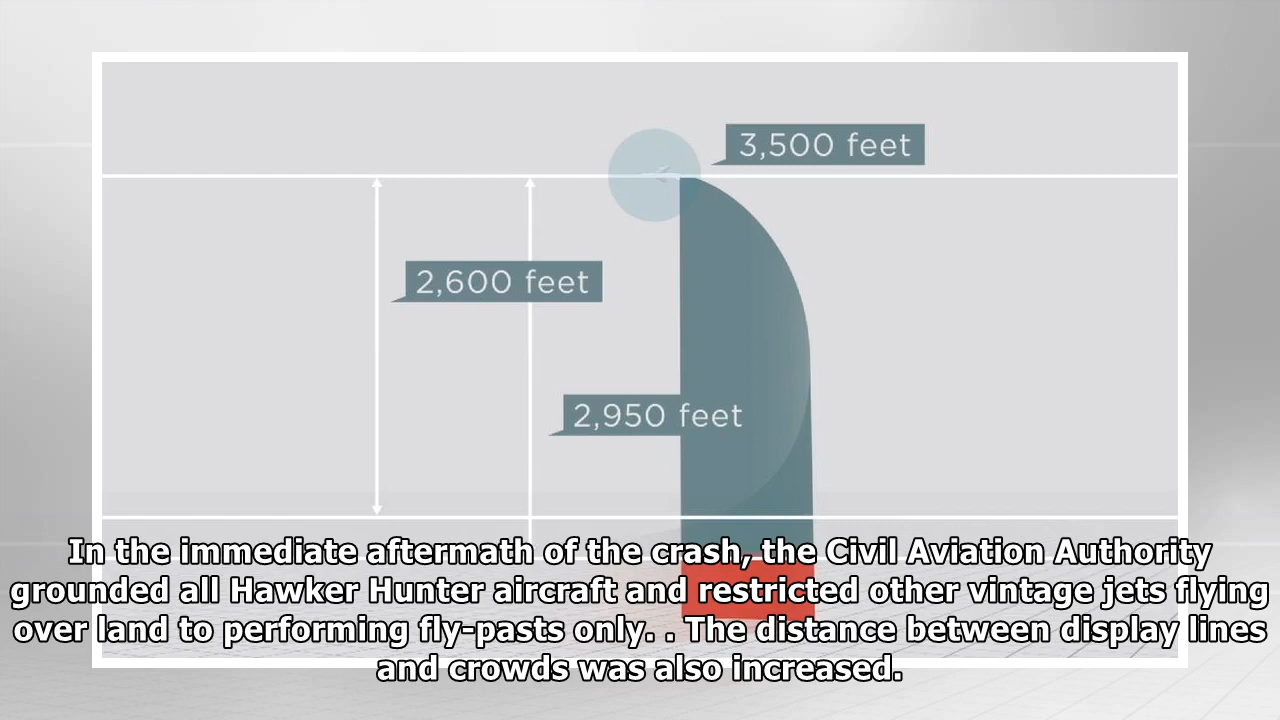 3,500 feet
2,600 feet
2,950 feet
In the immediate aftermath of the crash, the Civil Aviation Authority
grounded all Hawker Hunter aircraft and restricted other vintage jets flying
over land to performing fly-pasts only. . The distance between display lines
and crowds was also increased.